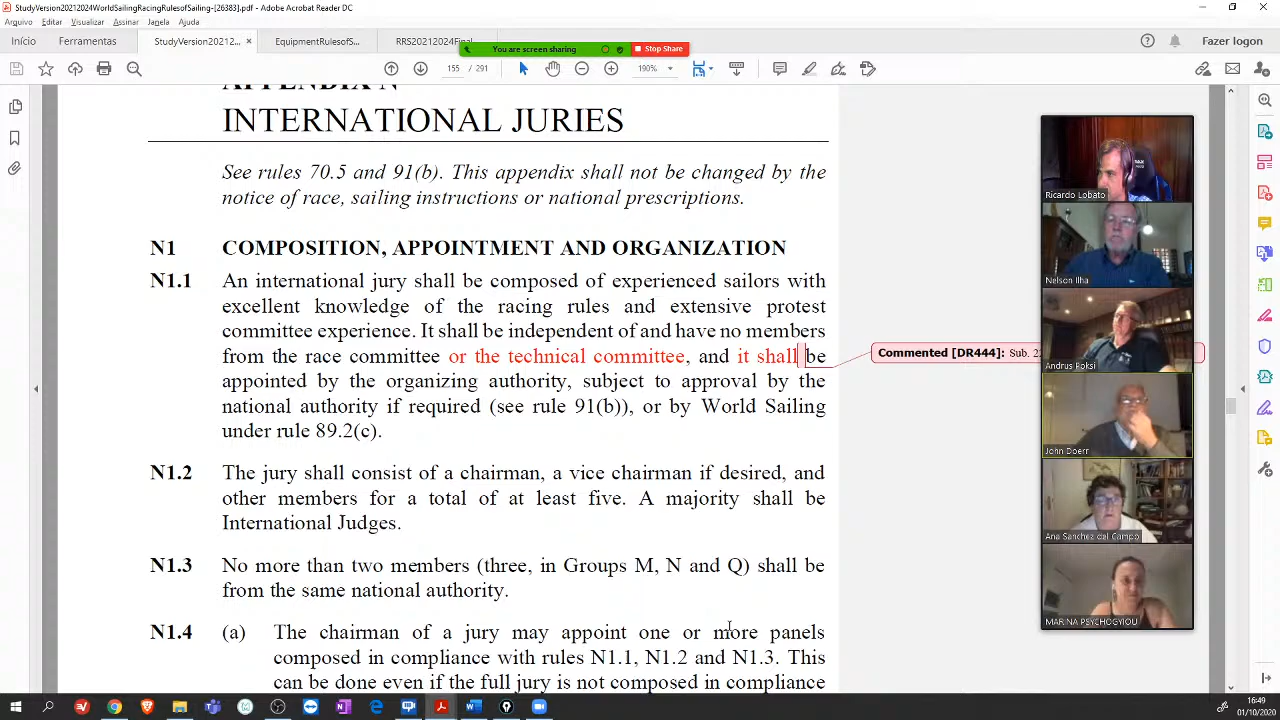 StudyVersion20212024WorldSailingRacingRulesofSailing-[26383].pdf - Adobe Acrobat Reader DC
Arquivo Editar Visualizar Assinar Janela Ajuda
Início Ferramentas StudyVersion20212... × EquipmentRulesofS... RRS20212024Final... Fazer logon
You are screen sharing Stop Share
155 / 291 190%
APPENDIX N
INTERNATIONAL JURIES
See rules 70.5 and 91(b). This appendix shall not be changed by the
notice of race, sailing instructions or national prescriptions.
N1 COMPOSITION, APPOINTMENT AND ORGANIZATION
N1.1 An international jury shall be composed of experienced sailors with
excellent knowledge of the racing rules and extensive protest
committee experience. It shall be independent of and have no members
from the race committee or the technical committee, and it shall be
appointed by the organizing authority, subject to approval by the
national authority if required (see rule 91(b)), or by World Sailing
under rule 89.2(c).
Commented [DR444]: Sub.
N1.2 The jury shall consist of a chairman, a vice chairman if desired, and
other members for a total of at least five. A majority shall be
International Judges.
N1.3 No more than two members (three, in Groups M, N and Q) shall be
from the same national authority.
N1.4 (a) The chairman of a jury may appoint one or more panels
composed in compliance with rules N1.1, N1.2 and N1.3. This
can be done even if the full jury is not composed in compliance
Ricardo Lobato
Nelson Ilha
Andrus Poksi
John Doerr
Ana Sanchez del Campo
MARINA PSYCHOGYIOU
16:49
01/10/2020